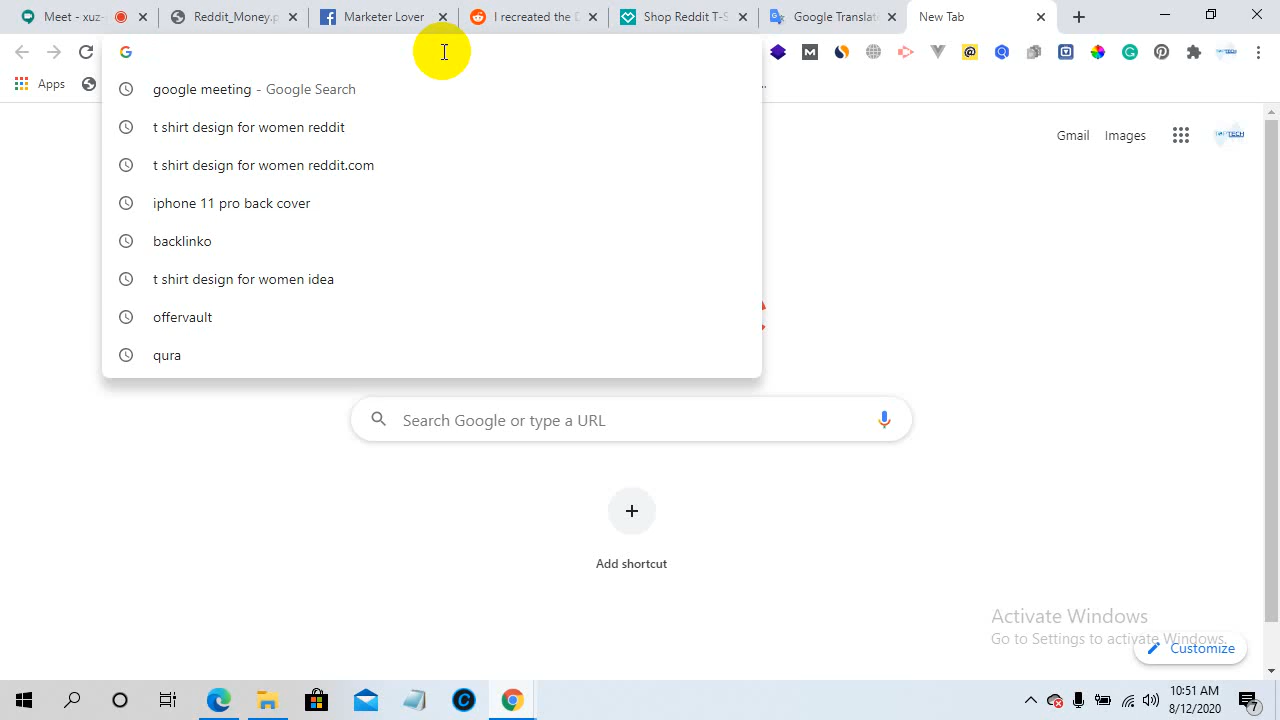 Meet - xuz-
Reddit_Money.p
Marketer Lover
I recreated the D
Shop Reddit T-S
Google Translat
New Tab
Apps
google meeting - Google Search
t shirt design for women reddit
t shirt design for women reddit.com
iphone 11 pro back cover
backlinko
t shirt design for women idea
offervault
qura
Gmail
Images
Search Google or type a URL
Add shortcut
Activate Windows
Go to Settings to activate Windows.
Customize
10:51 AM
8/12/2020
7